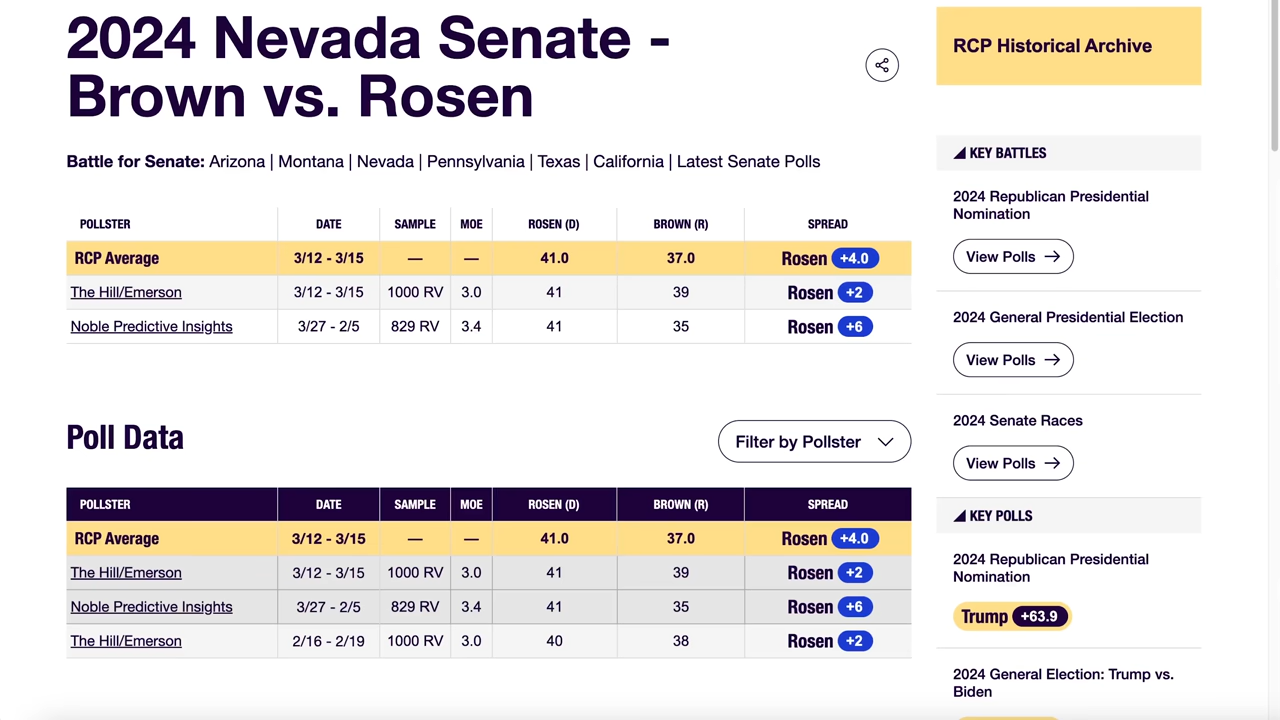 2024 Nevada Senate -
Brown vs. Rosen
Battle for Senate: Arizona | Montana | Nevada | Pennsylvania | Texas | California | Latest Senate Polls
POLLSTER DATE SAMPLE MOE ROSEN (D) BROWN (R) SPREAD
RCP Average 3/12 - 3/15 — — 41.0 37.0 Rosen +4.0
The Hill/Emerson 3/12 - 3/15 1000 RV 3.0 41 39 Rosen +2
Noble Predictive Insights 3/27 - 2/5 829 RV 3.4 41 35 Rosen +6
Poll Data
Filter by Pollster
POLLSTER DATE SAMPLE MOE ROSEN (D) BROWN (R) SPREAD
RCP Average 3/12 - 3/15 — — 41.0 37.0 Rosen +4.0
The Hill/Emerson 3/12 - 3/15 1000 RV 3.0 41 39 Rosen +2
Noble Predictive Insights 3/27 - 2/5 829 RV 3.4 41 35 Rosen +6
The Hill/Emerson 2/16 - 2/19 1000 RV 3.0 40 38 Rosen +2
RCP Historical Archive
KEY BATTLES
2024 Republican Presidential
Nomination
View Polls →
2024 General Presidential Election
View Polls →
2024 Senate Races
View Polls →
KEY POLLS
2024 Republican Presidential
Nomination
Trump +63.9
2024 General Election: Trump vs.
Biden